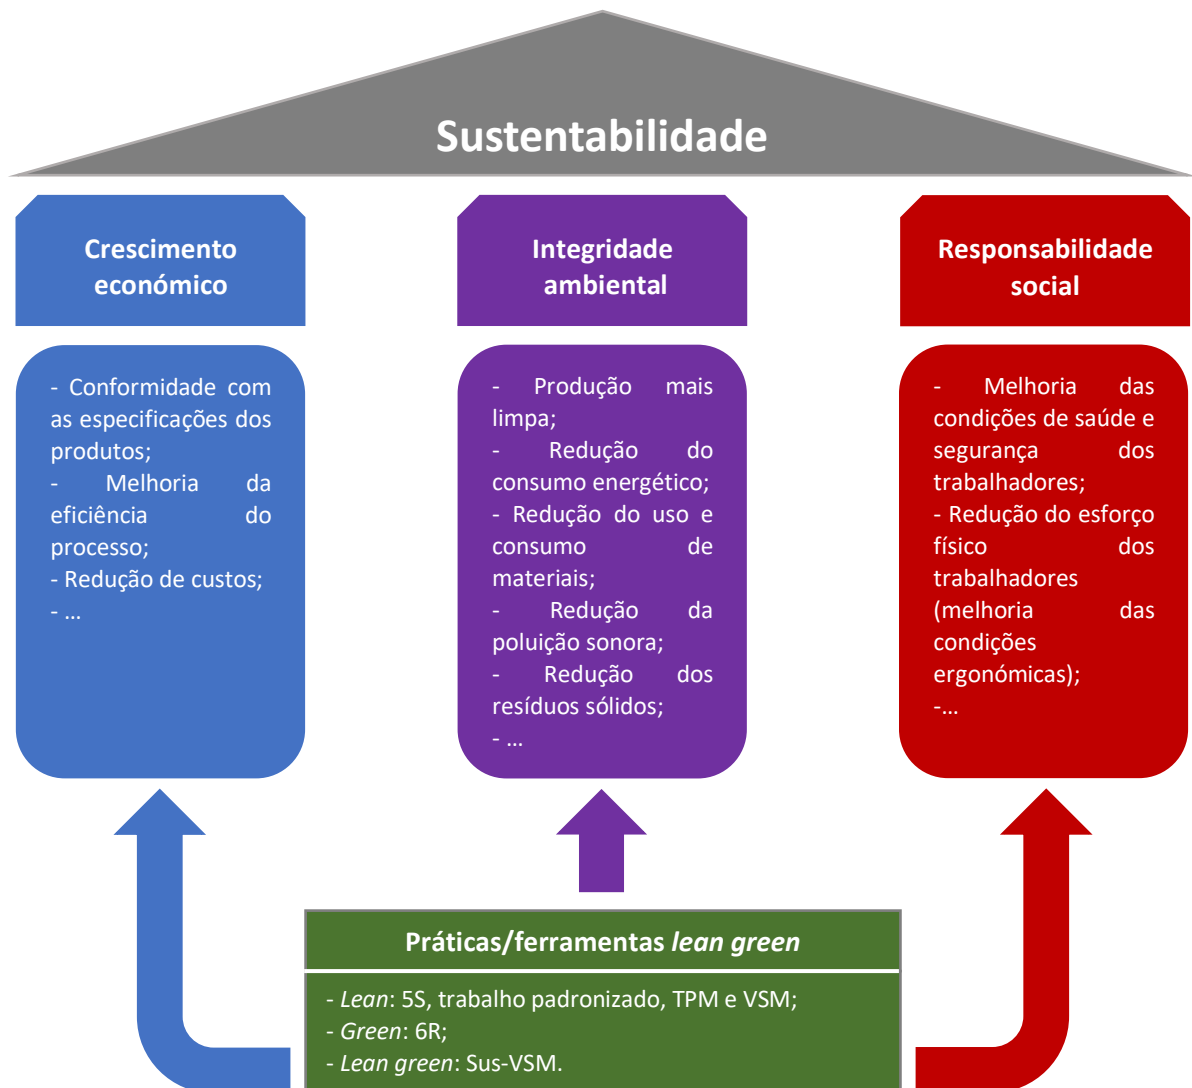 Sustentabilidade
Crescimento
económico
- Conformidade com
as especificações dos
produtos;
- Melhoria da
eficiência do
processo;
- Redução de custos;
- ...
Integridade
ambiental
- Produção mais
limpa;
- Redução do
consumo energético;
- Redução do uso e
consumo de
materiais;
- Redução da
poluição sonora;
- Redução dos
resíduos sólidos;
- ...
Responsabilidade
social
- Melhoria das
condições de saúde e
segurança dos
trabalhadores;
- Redução do esforço
físico dos
trabalhadores
(melhoria das
condições
ergonómicas);
-...
Práticas/ferramentas lean green
- Lean: 5S, trabalho padronizado, TPM e VSM;
- Green: 6R;
- Lean green: Sus-VSM.